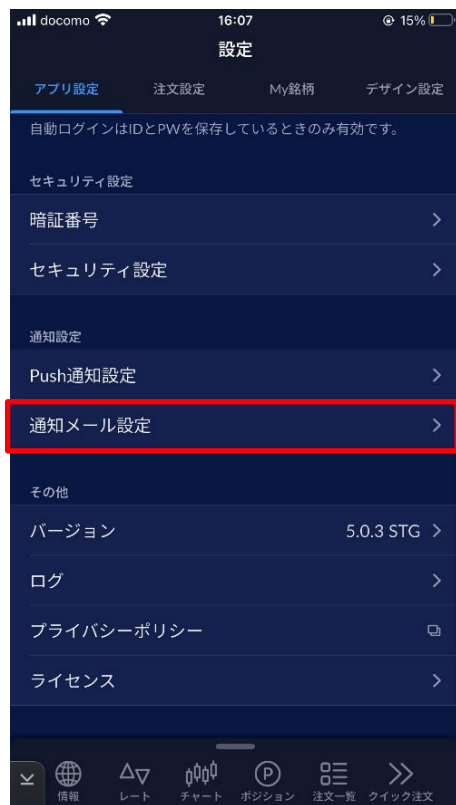 docomo 16:07 15%
設定
アプリ設定 注文設定 My銘柄 デザイン設定
自動ログインはIDとPWを保存しているときのみ有効です。
セキュリティ設定
暗証番号
セキュリティ設定
通知設定
Push通知設定
通知メール設定
その他
バージョン 5.0.3 STG
ログ
プライバシーポリシー
ライセンス
情報 レート チャート ポジション 注文一覧 クイック注文